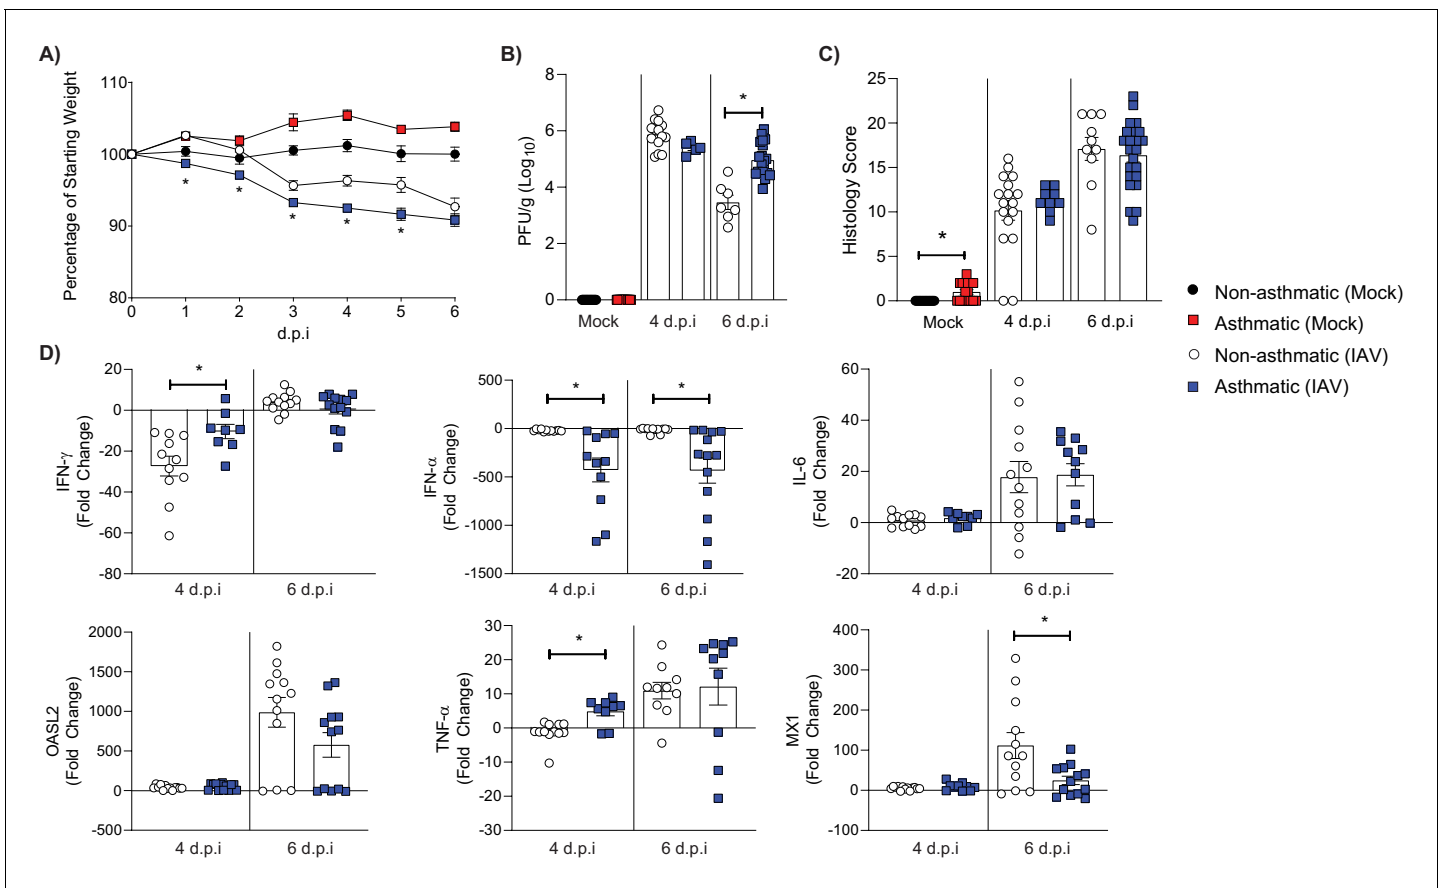 A)
Percentage of Starting Weight
110
100
90
80
* * * * *
0 1 2 3 4 5 6
d.p.i
B)
PFU/g (Log10)
8
6
4
2
0
*
Mock 4 d.p.i 6 d.p.i
C)
Histology Score
25
20
15
10
5
0
*
Mock 4 d.p.i 6 d.p.i
Non-asthmatic (Mock)
Asthmatic (Mock)
Non-asthmatic (IAV)
Asthmatic (IAV)
D)
IFN-γ
(Fold Change)
20
0
-20
-40
-60
-80
*
4 d.p.i 6 d.p.i
IFN-α
(Fold Change)
500
0
-500
-1000
-1500
* *
4 d.p.i 6 d.p.i
IL-6
(Fold Change)
60
40
20
0
-20
4 d.p.i 6 d.p.i
OASL2
(Fold Change)
2000
1500
1000
500
0
-500
4 d.p.i 6 d.p.i
TNF-α
(Fold Change)
30
20
10
0
-10
-20
-30
*
4 d.p.i 6 d.p.i
MX1
(Fold Change)
400
300
200
100
0
-100
*
4 d.p.i 6 d.p.i